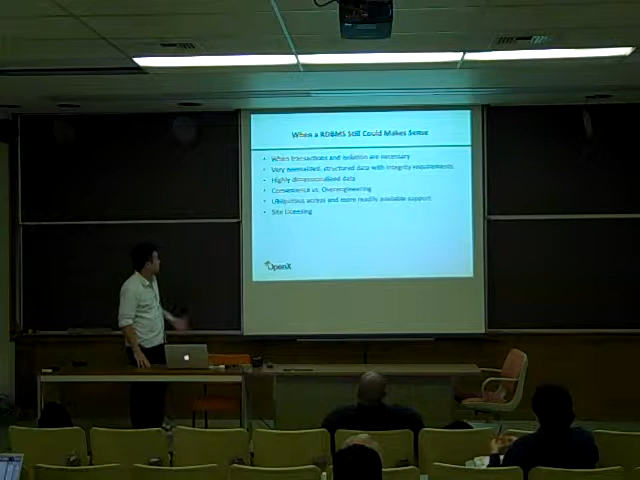 When a RDBMS Still Could Makes Sense
• When transactions and isolation are necessary
• Very normalized, structured data with integrity requirements
• Highly dimensionalized data
• Convenience vs. Overengineering
• Ubiquitous access and more readily available support
• Site Licensing
OpenX